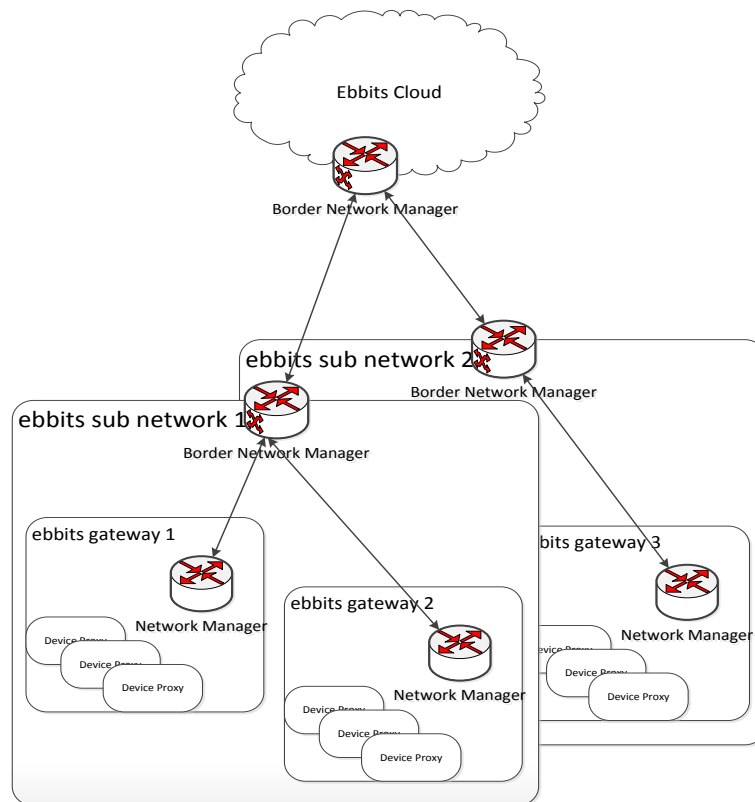 Ebbits Cloud
Border Network Manager
ebbits sub network 2
Border Network Manager
ebbits sub network 1
Border Network Manager
ebbits gateway 1
Network Manager
Device Proxy
Device Proxy
Device Proxy
ebbits gateway 2
Network Manager
Device Proxy
Device Proxy
Device Proxy
bbits gateway 3
Network Manager
Device Proxy
Device Proxy
Device Proxy